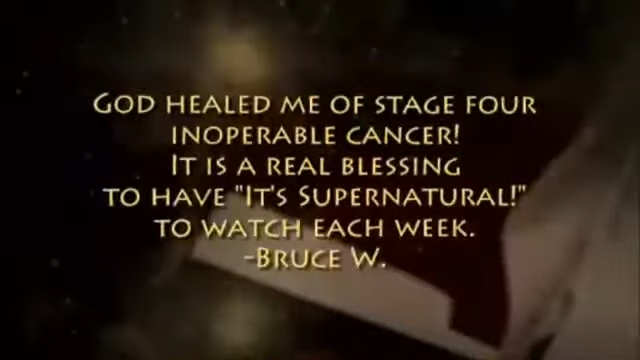 GOD HEALED ME OF STAGE FOUR
INOPERABLE CANCER!
IT IS A REAL BLESSING
TO HAVE "IT'S SUPERNATURAL!"
TO WATCH EACH WEEK.
-BRUCE W.